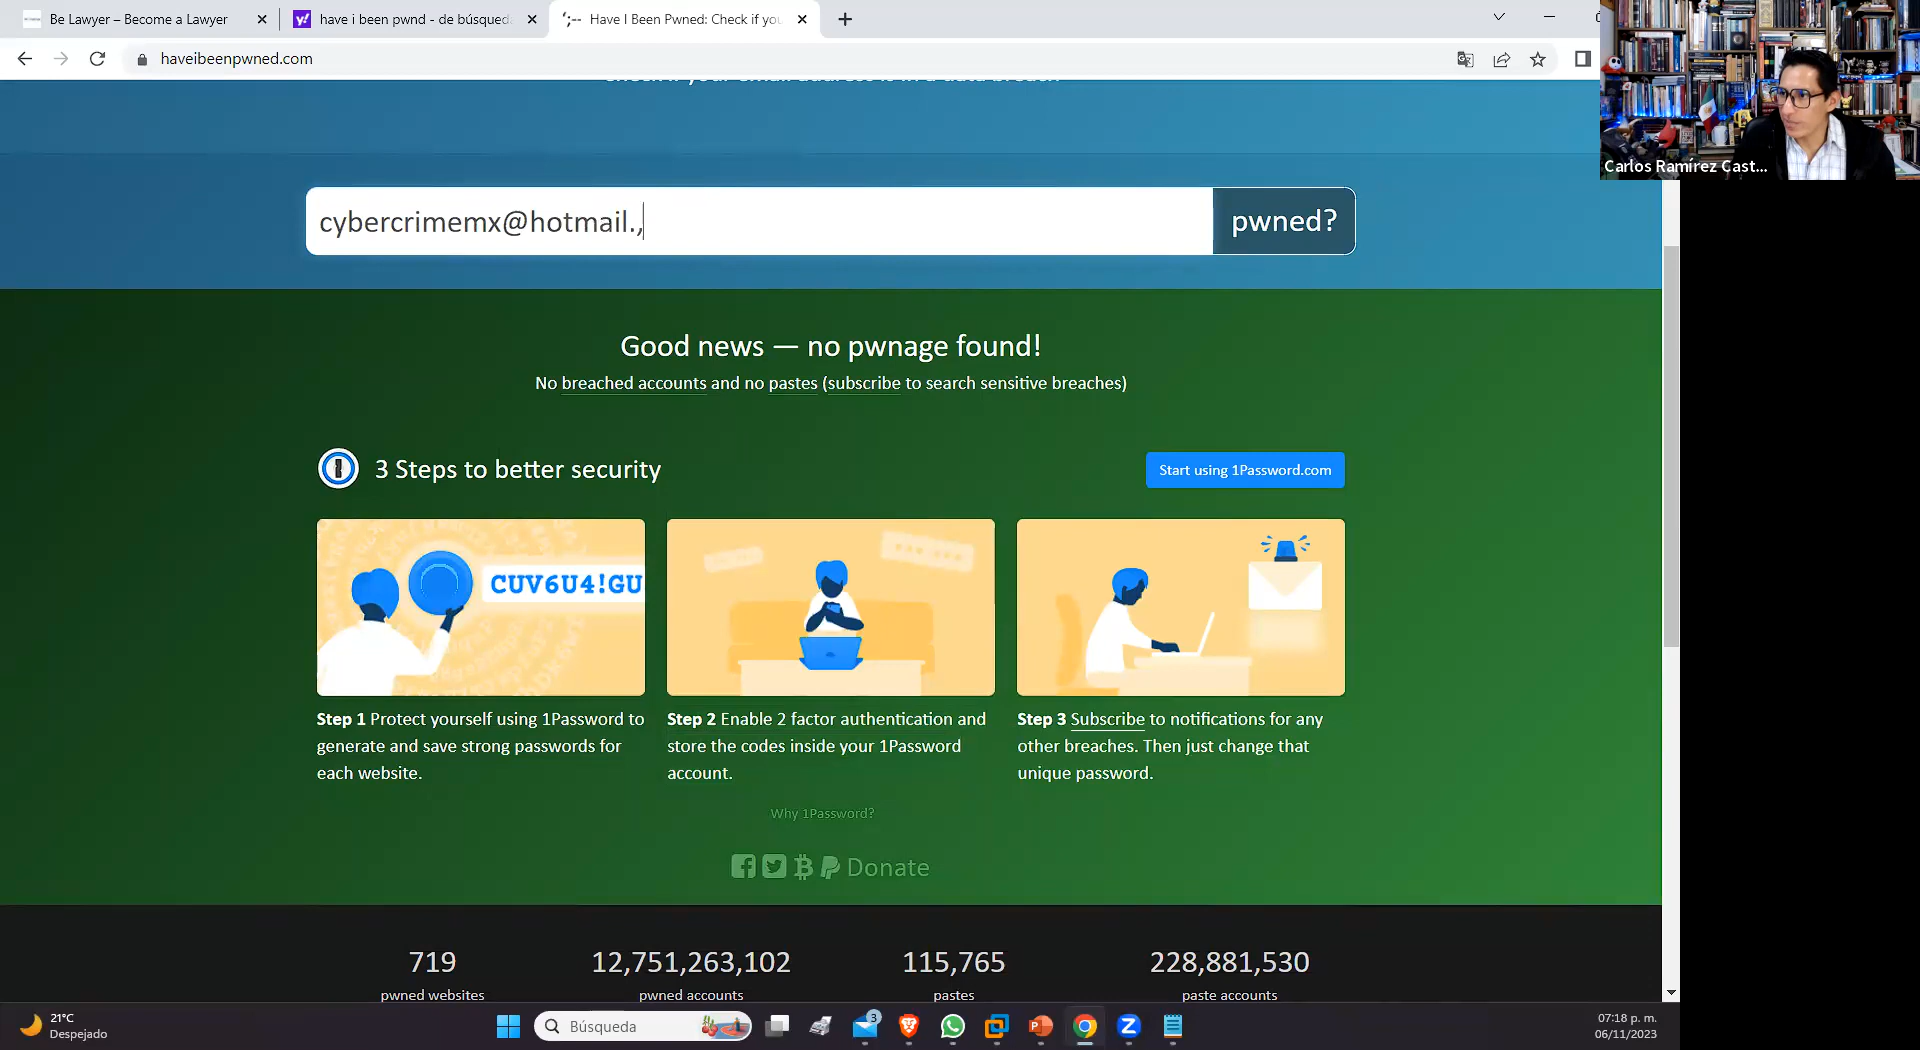 Be Lawyer – Become a Lawyer
have i been pwnd - de búsqued
Have I Been Pwned: Check if you
haveibeenpwned.com
Carlos Ramírez Cast...
cybercrimemx@hotmail.,
pwned?
Good news — no pwnage found!
No breached accounts and no pastes (subscribe to search sensitive breaches)
3 Steps to better security
Start using 1Password.com
CUV6U4!GU
Step 1 Protect yourself using 1Password to
generate and save strong passwords for
each website.
Step 2 Enable 2 factor authentication and
store the codes inside your 1Password
account.
Step 3 Subscribe to notifications for any
other breaches. Then just change that
unique password.
Why 1Password?
Donate
719
pwned websites
12,751,263,102
pwned accounts
115,765
pastes
228,881,530
paste accounts
21°C
Despejado
Búsqueda
3
07:18 p. m.
06/11/2023